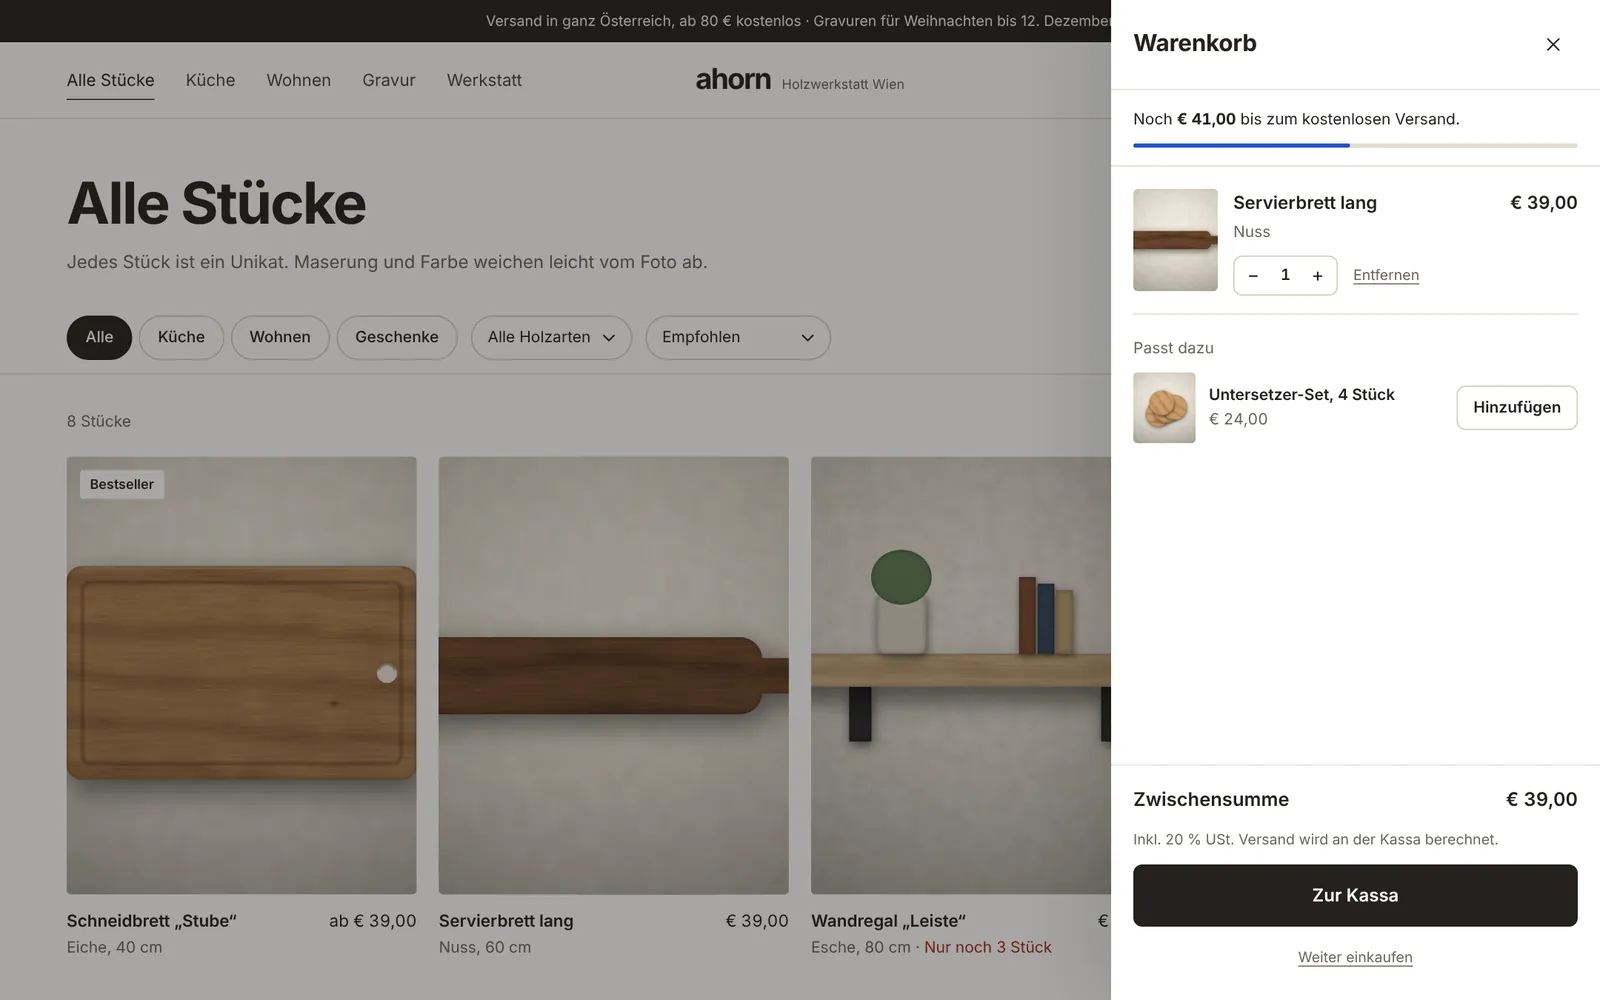 Versand in ganz Österreich, ab 80 € kostenlos · Gravuren für Weihnachten bis 12. Dezember
Alle Stücke Küche Wohnen Gravur Werkstatt
ahorn Holzwerkstatt Wien
Alle Stücke
Jedes Stück ist ein Unikat. Maserung und Farbe weichen leicht vom Foto ab.
Alle Küche Wohnen Geschenke Alle Holzarten Empfohlen
8 Stücke
Bestseller
Schneidbrett „Stube“ ab € 39,00
Eiche, 40 cm
Servierbrett lang € 39,00
Nuss, 60 cm
Wandregal „Leiste“ €
Esche, 80 cm · Nur noch 3 Stück
Warenkorb
Noch € 41,00 bis zum kostenlosen Versand.
Servierbrett lang € 39,00
Nuss
− 1 + Entfernen
Passt dazu
Untersetzer-Set, 4 Stück
€ 24,00
Hinzufügen
Zwischensumme € 39,00
Inkl. 20 % USt. Versand wird an der Kassa berechnet.
Zur Kassa
Weiter einkaufen